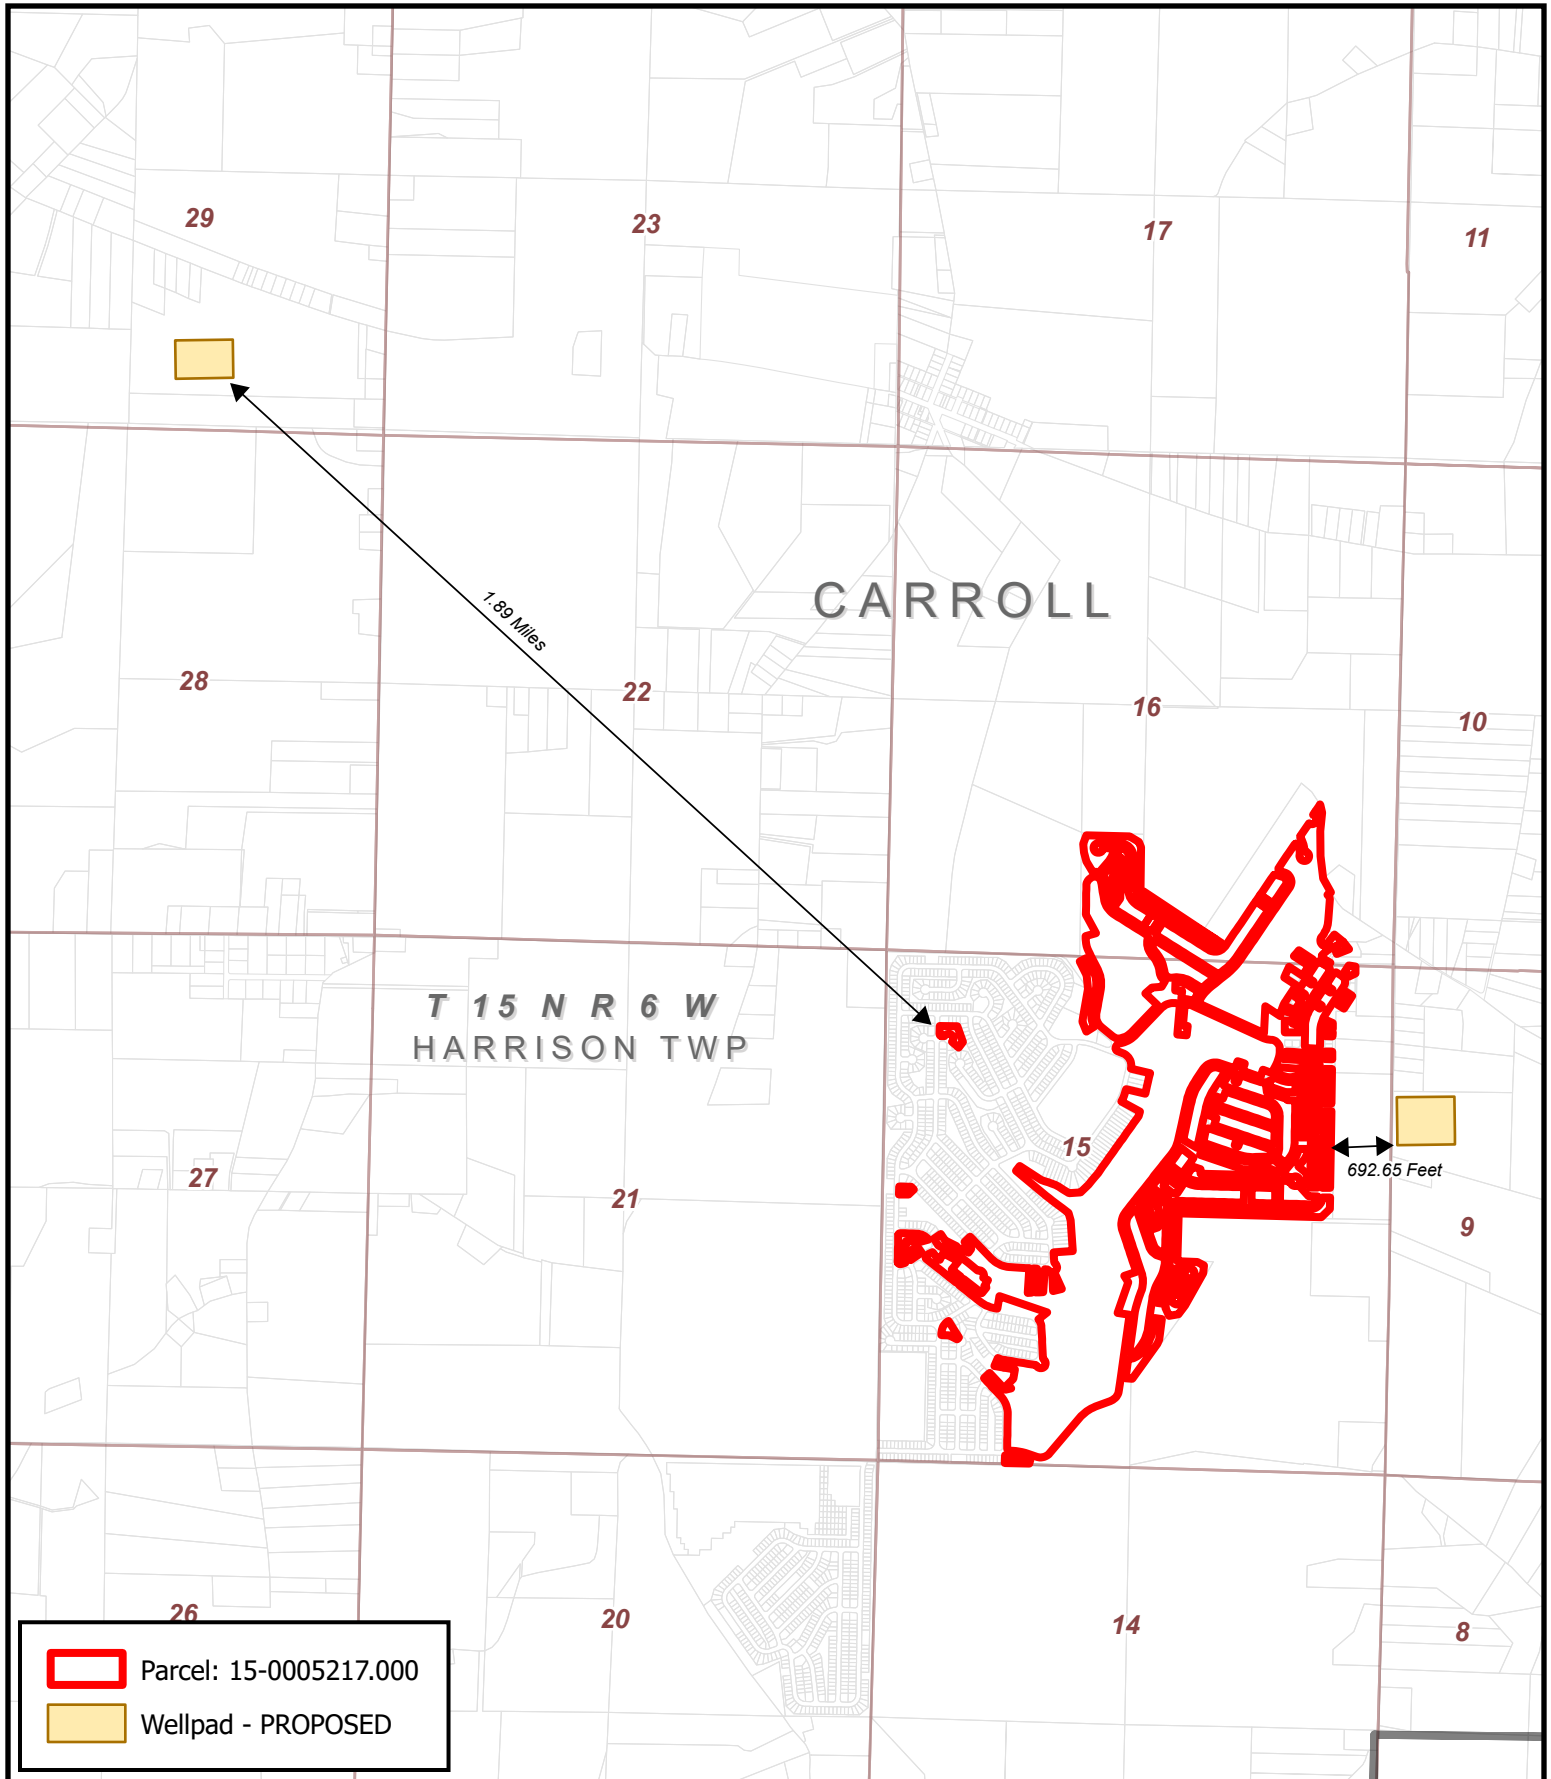 29
23
17
11
CARROLL
1.89 Miles
28
22
16
10
T 15 N R 6 W
HARRISON TWP
15
692.65 Feet
27
21
9
26
20
14
8
Parcel: 15-0005217.000
Wellpad - PROPOSED